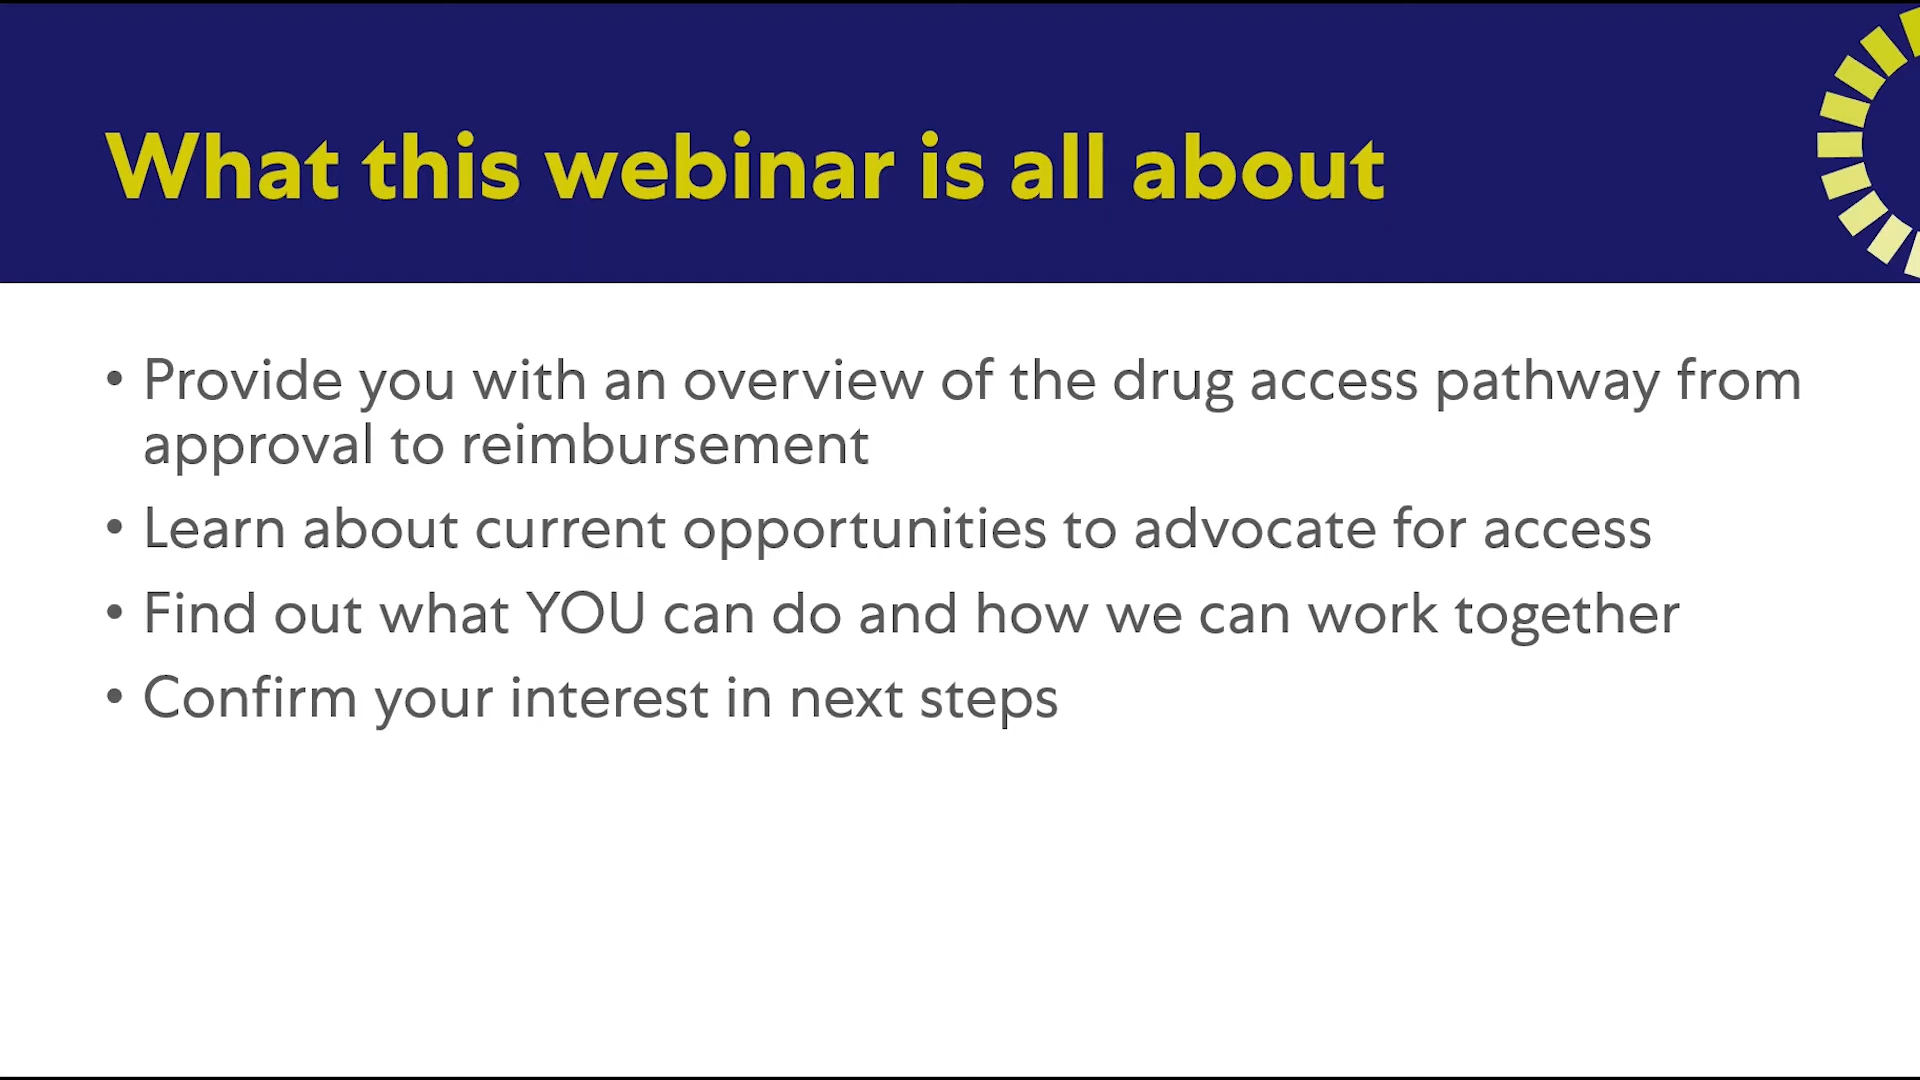 What this webinar is all about
• Provide you with an overview of the drug access pathway from
approval to reimbursement
• Learn about current opportunities to advocate for access
• Find out what YOU can do and how we can work together
• Confirm your interest in next steps